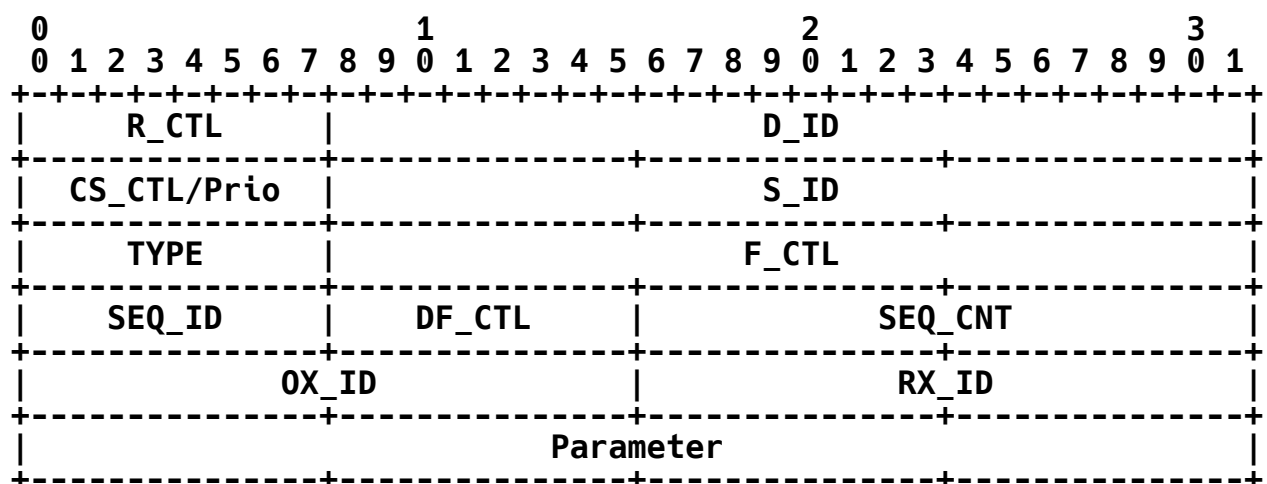 0                   1                   2                   3
 0 1 2 3 4 5 6 7 8 9 0 1 2 3 4 5 6 7 8 9 0 1 2 3 4 5 6 7 8 9 0 1
+-+-+-+-+-+-+-+-+-+-+-+-+-+-+-+-+-+-+-+-+-+-+-+-+-+-+-+-+-+-+-+-+
|     R_CTL     |                      D_ID                     |
+---------------+---------------+---------------+---------------+
|  CS_CTL/Prio  |                      S_ID                     |
+---------------+---------------+---------------+---------------+
|     TYPE      |                     F_CTL                     |
+---------------+---------------+---------------+---------------+
|    SEQ_ID     |    DF_CTL     |            SEQ_CNT            |
+---------------+---------------+---------------+---------------+
|             OX_ID             |             RX_ID             |
+---------------+---------------+---------------+---------------+
|                           Parameter                           |
+---------------+---------------+---------------+---------------+